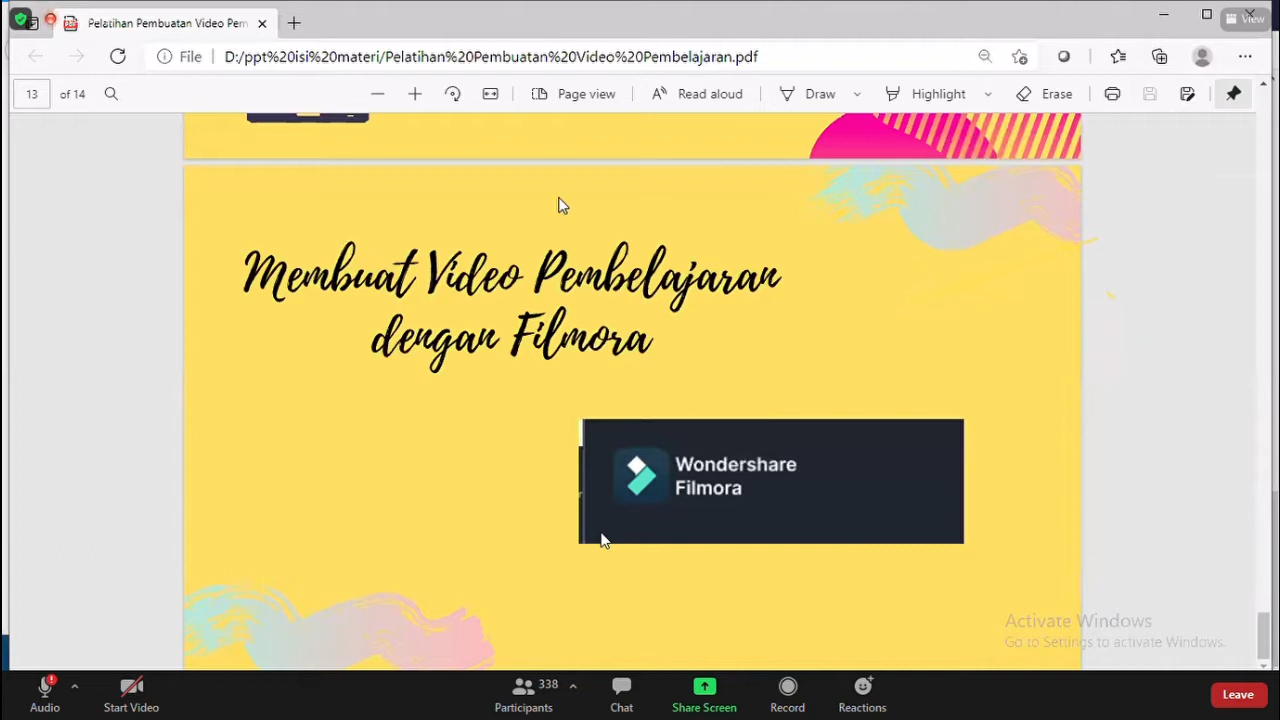 Pelatihan Pembuatan Video Pem
View
File
D:/ppt%20isi%20materi/Pelatihan%20Pembuatan%20Video%20Pembelajaran.pdf
13 of 14
Page view
Read aloud
Draw
Highlight
Erase
Membuat Video Pembelajaran
dengan Filmora
Wondershare
Filmora
Activate Windows
Go to Settings to activate Windows.
338
Audio
Start Video
Participants
Chat
Share Screen
Record
Reactions
Leave